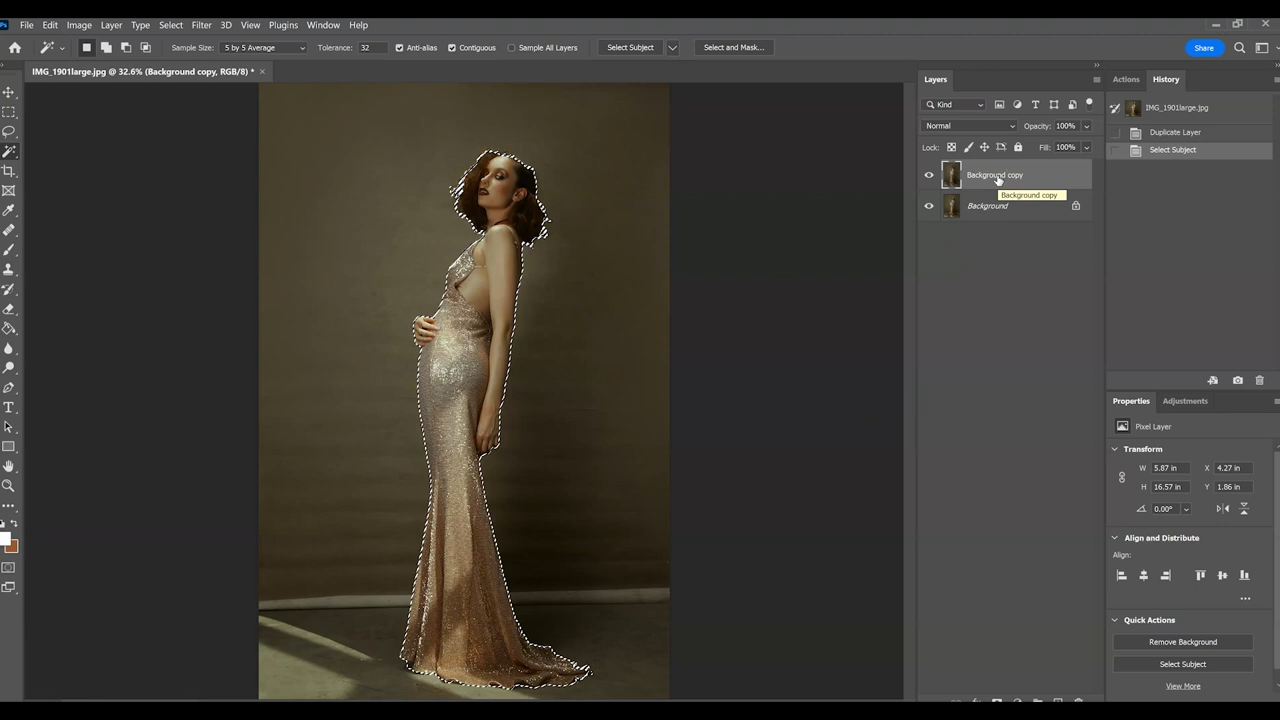 Ps File Edit Image Layer Type Select Filter 3D View Plugins Window Help
Sample Size: 5 by 5 Average Tolerance: 32 Anti-alias Contiguous Sample All Layers Select Subject Select and Mask... Share
IMG_1901large.jpg @ 32.6% (Background copy, RGB/8) * ×
Layers
Kind
Normal Opacity: 100%
Lock: Fill: 100%
Background copy
Background copy
Background
Actions History
IMG_1901large.jpg
Duplicate Layer
Select Subject
Properties Adjustments
Pixel Layer
Transform
W 5.87 in X 4.27 in
H 16.57 in Y 1.86 in
0.00°
Align and Distribute
Align:
Quick Actions
Remove Background
Select Subject
View More